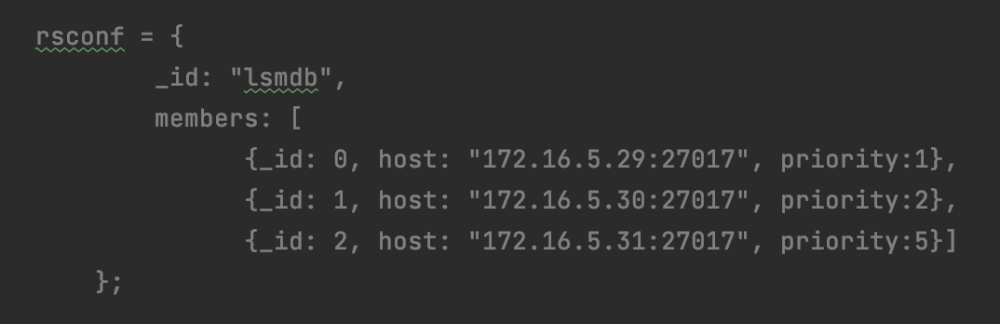 rsconf = {
_id: "lsmdb",
members: [
{_id: 0, host: "172.16.5.29:27017", priority:1},
{_id: 1, host: "172.16.5.30:27017", priority:2},
{_id: 2, host: "172.16.5.31:27017", priority:5}]
};